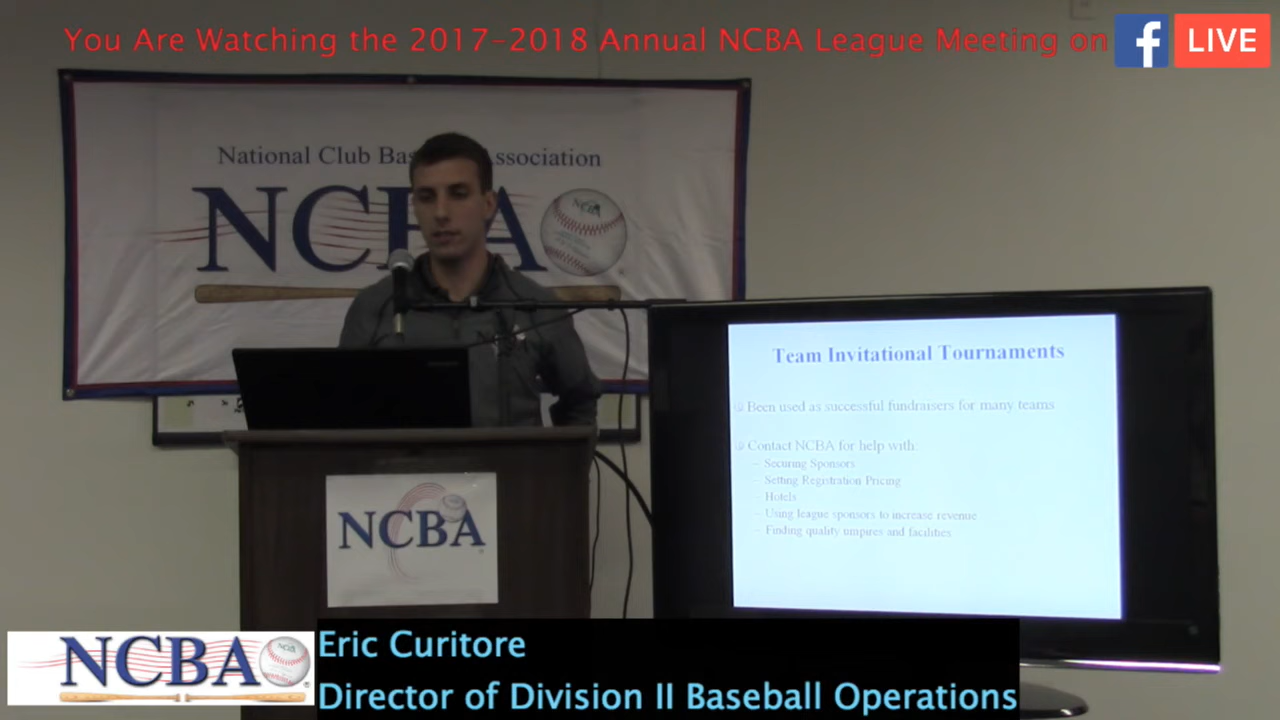 You Are Watching the 2017-2018 Annual NCBA League Meeting on f LIVE
National Club Bas ssociation
NCBA
Team Invitational Tournaments
Been used as successful fundraisers for many teams
Contact NCBA for help with:
– Securing Sponsors
– Setting Registration Pricing
– Hotels
– Using league sponsors to increase revenue
– Finding quality umpires and facilities
NCBA
NCBA
Eric Curitore
Director of Division II Baseball Operations